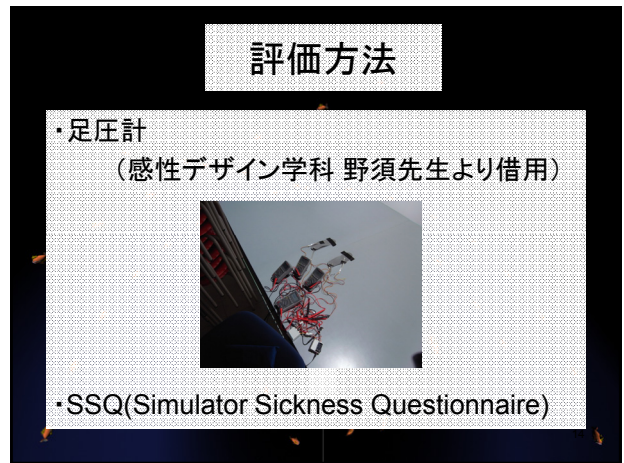 評価方法
・足圧計
（感性デザイン学科 野須先生より借用）
・SSQ(Simulator Sickness Questionnaire)